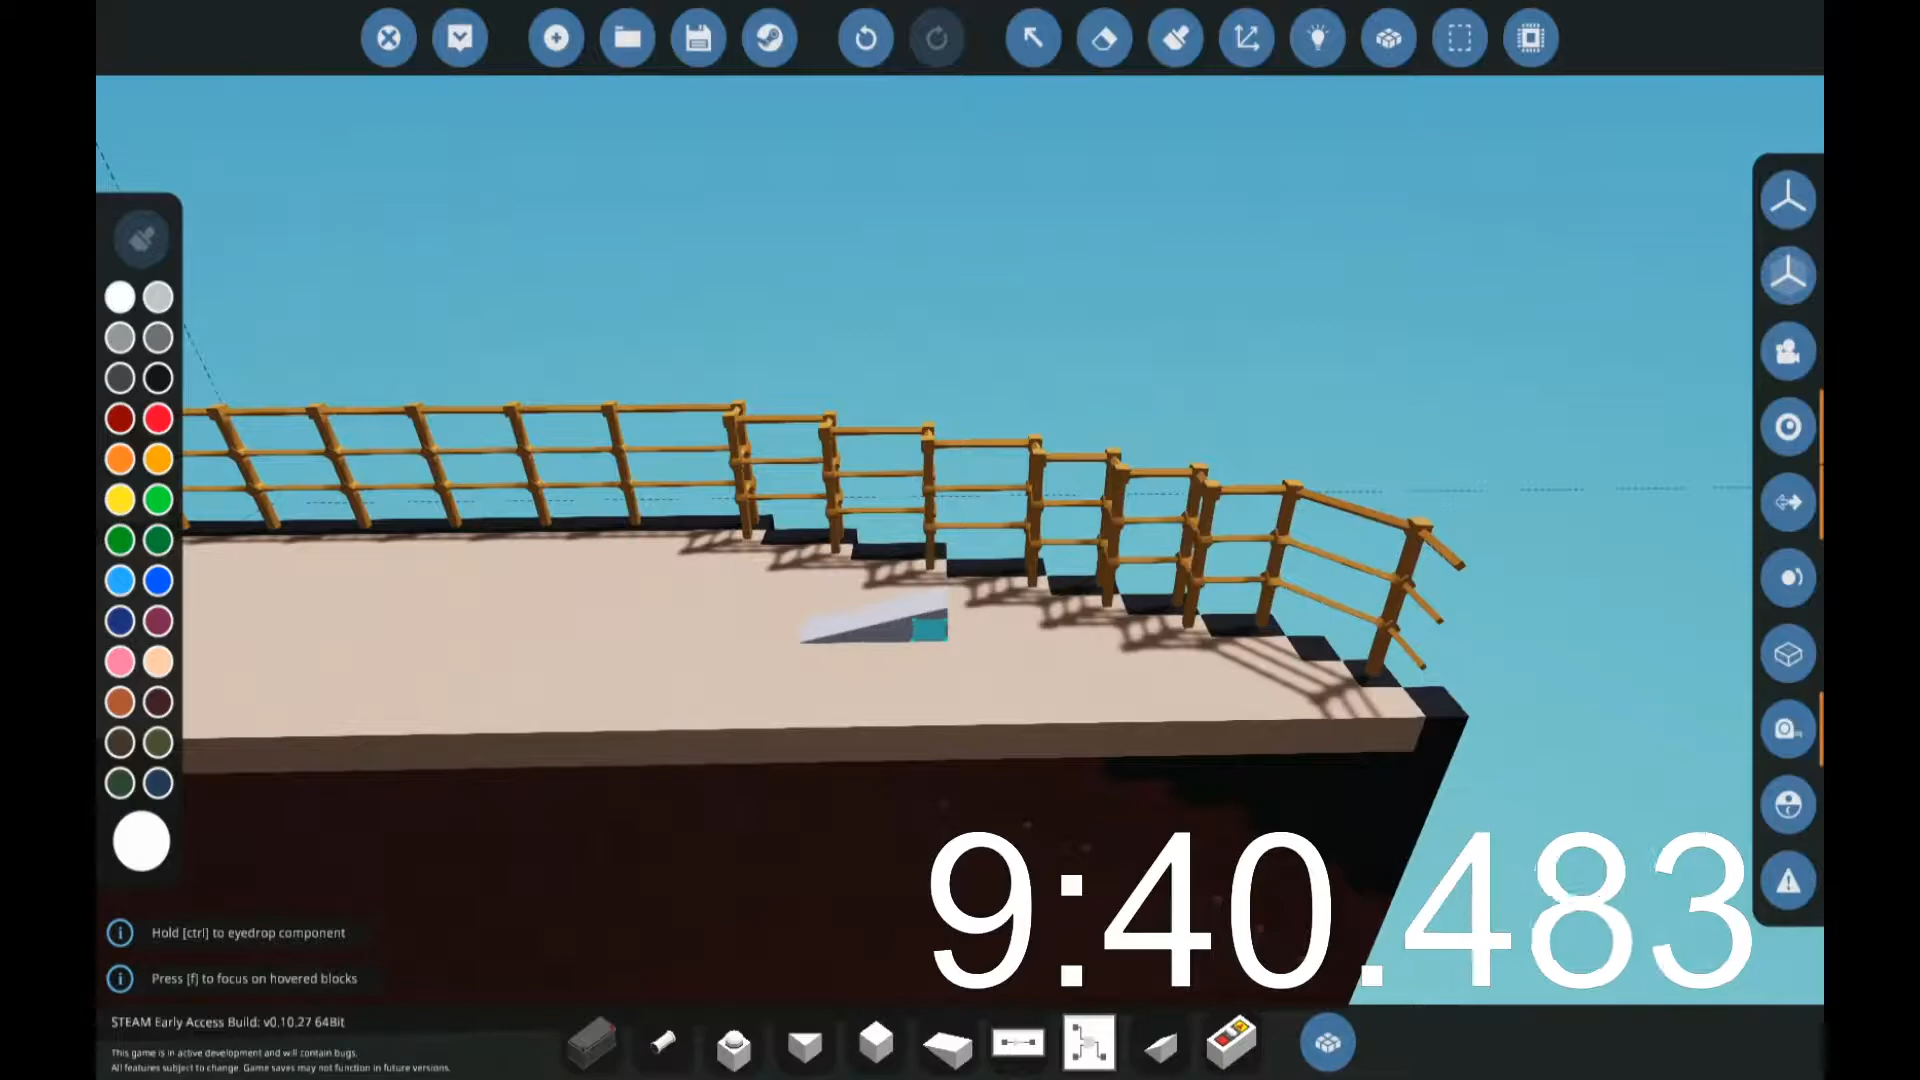 Hold [ctrl] to eyedrop component
Press [f] to focus on hovered blocks
9:40.483
STEAM Early Access Build: v0.10.27 64Bit
This game is in active development and will contain bugs.
All features subject to change. Game saves may not function in future versions.